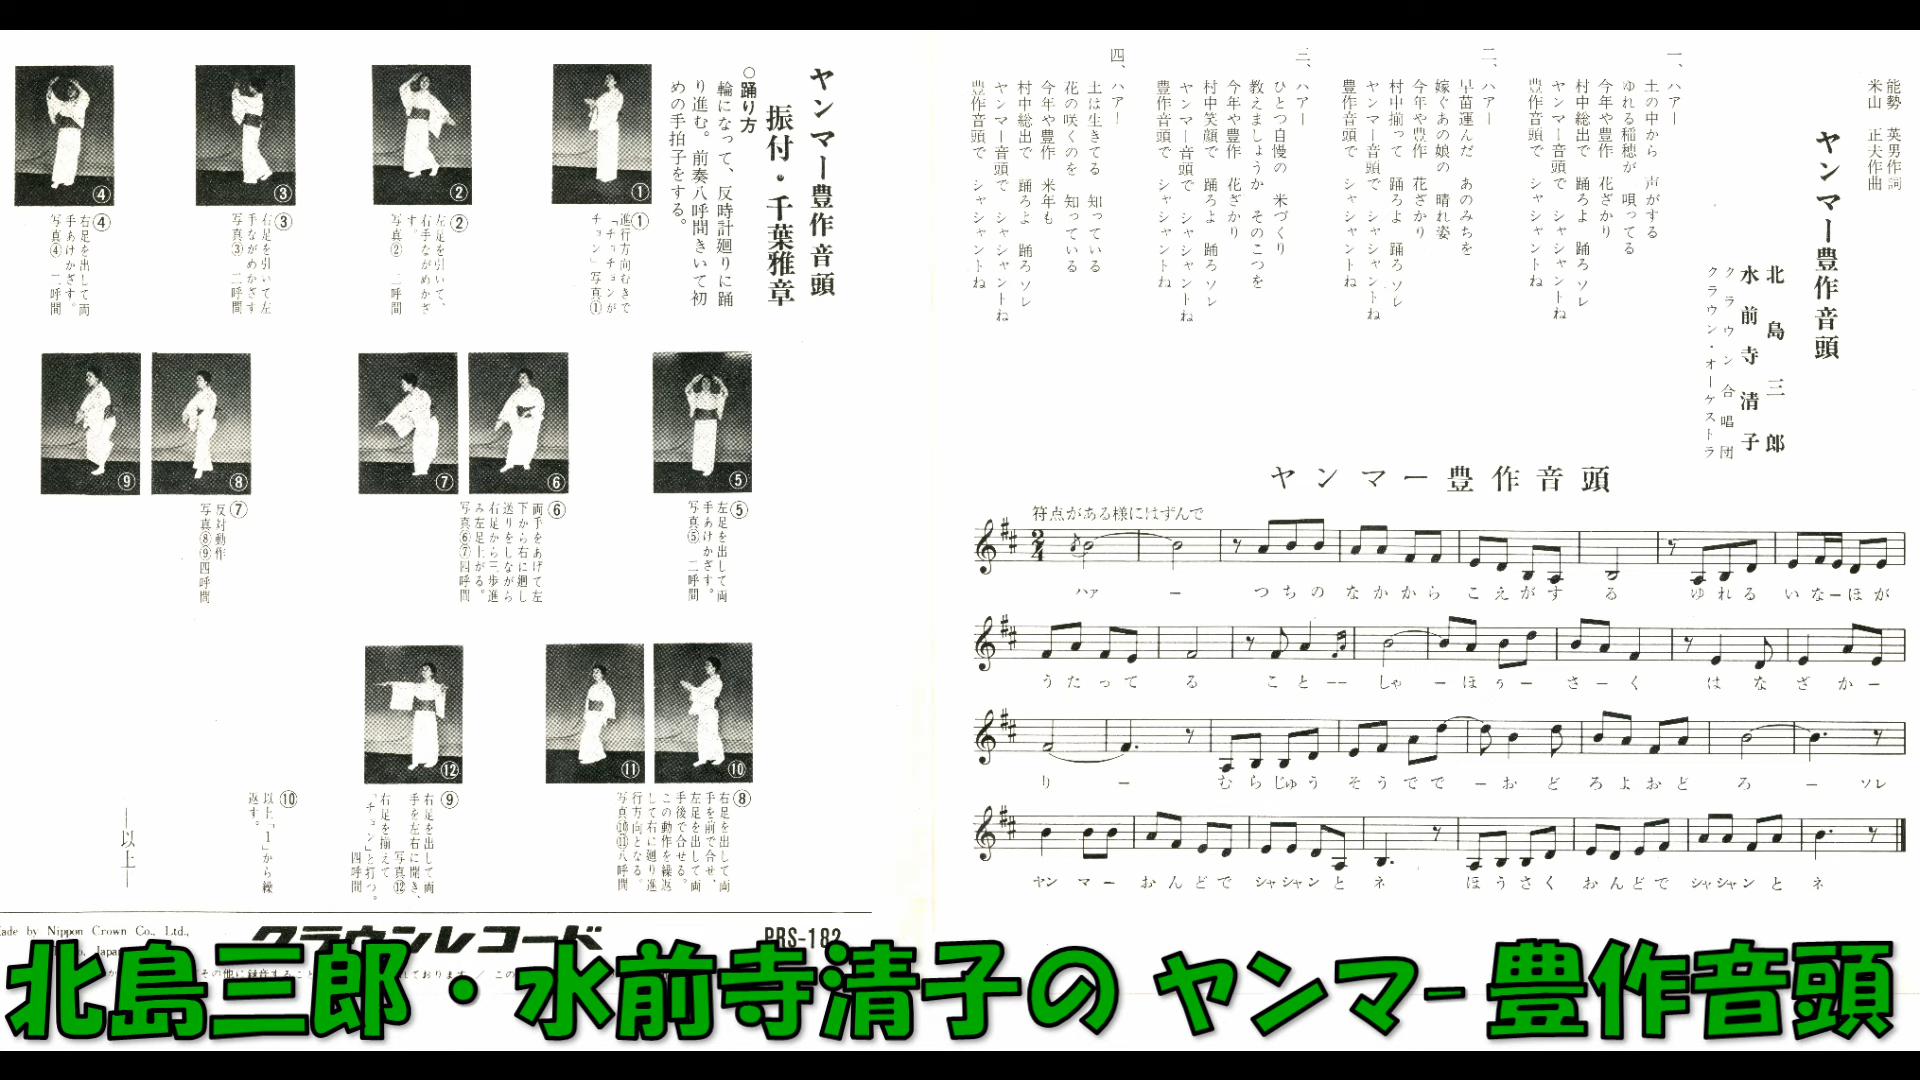 能勢 英男作詞
米山 正夫作曲
ヤンマー豊作音頭
北島三郎
水前寺清子
クラウン合唱団
クラウン・オーケストラ
一、ハアー
土の中から 声がする
ゆれる稲穂が 唄ってる
今年や豊作 花ざかり
村中総出で 踊ろよ 踊ろ ソレ
ヤンマー音頭で シャシャントね
豊作音頭で シャシャントね
二、ハアー
早苗運んだ あのみちを
嫁ぐあの娘の 晴れ姿
今年や豊作 花ざかり
村中揃って 踊ろよ 踊ろ ソレ
ヤンマー音頭で シャシャントね
豊作音頭で シャシャントね
三、ハアー
ひとつ自慢の 米づくり
教えましょうか そのこつを
今年や豊作 花ざかり
村中笑顔で 踊ろよ 踊ろ ソレ
ヤンマー音頭で シャシャントね
豊作音頭で シャシャントね
四、ハアー
土は生きてる 知っている
花の咲くのを 知っている
今年や豊作 米年も
村中総出で 踊ろよ 踊ろ ソレ
ヤンマー音頭で シャシャントね
豊作音頭で シャシャントね
ヤンマー豊作音頭
符点がある様にはずんで
ハァ ー つちの なかから こえがす る ゆれる いなーほが
うたって る こと-- しゃ ーほぅー さーく はな ざかー
り ー むらじゅう そうでで ーおど ろよおど ろ ー ソレ
ヤンマー おんどで シャシャンと ネ ほうさく おんどで シャシャンと ネ
ヤンマー豊作音頭
振付・千葉雅章
○踊り方
輪になって、反時計廻りに踊
り進む。前奏八呼間きいて初
めの手拍子をする。
①
①進行方向むきで
「チョチョンが
チョン」写真①
②
②左足を引いて、
右手ながめかざ
す。
写真② 二呼間
③
③右足を引いて左
手ながめかざす
写真③ 二呼間
④
④右足を出して両
手あけかざす。
写真④ 二呼間
⑤
⑤左足を出して両
手あけかざす。
写真⑤ 二呼間
⑥
⑦
⑥両手をあげて左
下から右に廻し
送りをしながら
右足から三歩進
み左足上がる。
写真⑥⑦四呼間
⑧
⑨
⑦反対動作
写真⑧⑨四呼間
⑩
⑪
⑧右足を出して両
手を前で合せ、
左足を出して両
手後で合せる。
この動作を繰返
して右に廻り進
行方向となる。
写真⑩⑪八呼間
⑫
⑨右足を出して両
手を左右に開き、
写真⑫
右足を揃えて
「チョン」と打つ。
四呼間
⑩以上「1」から繰
返す。
―以上―
ade by Nippon Crown Co., Ltd.,
クラウンレコード
PRS-182
北島三郎・水前寺清子の ヤンマー豊作音頭